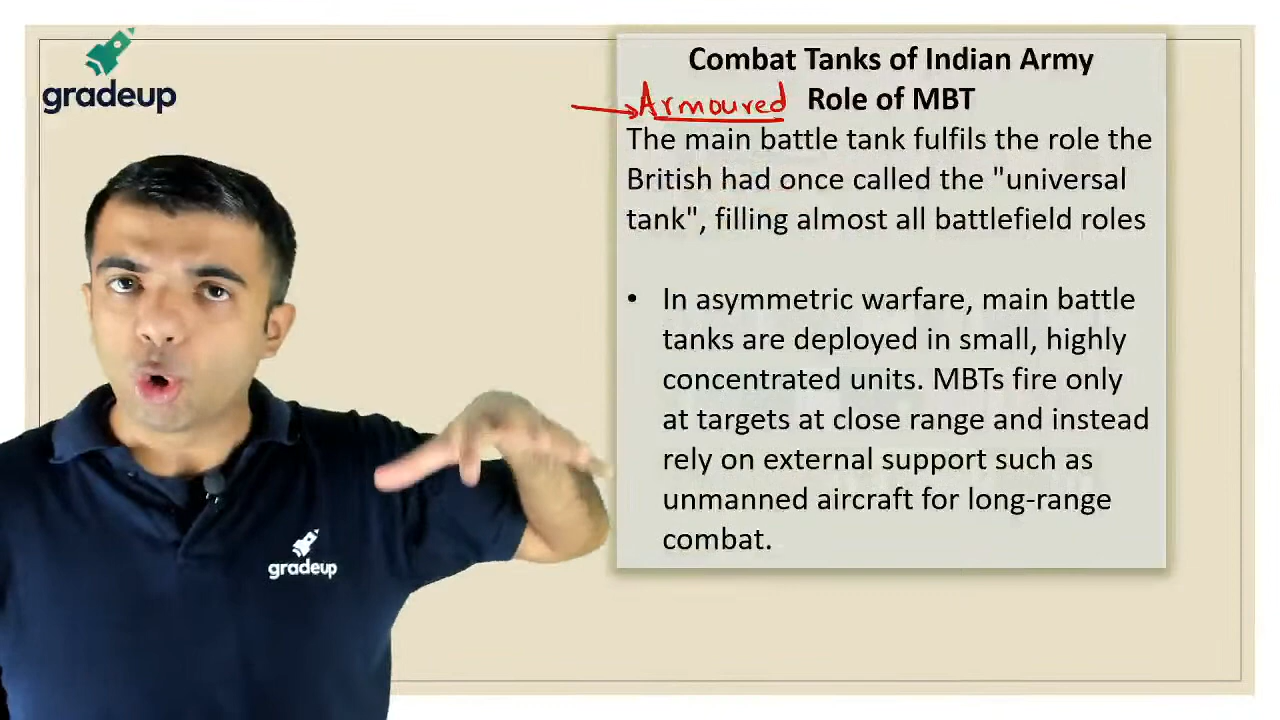 gradeup
Combat Tanks of Indian Army
Armoured Role of MBT
The main battle tank fulfils the role the
British had once called the "universal
tank", filling almost all battlefield roles
• In asymmetric warfare, main battle
tanks are deployed in small, highly
concentrated units. MBTs fire only
at targets at close range and instead
rely on external support such as
unmanned aircraft for long-range
combat.
gradeup